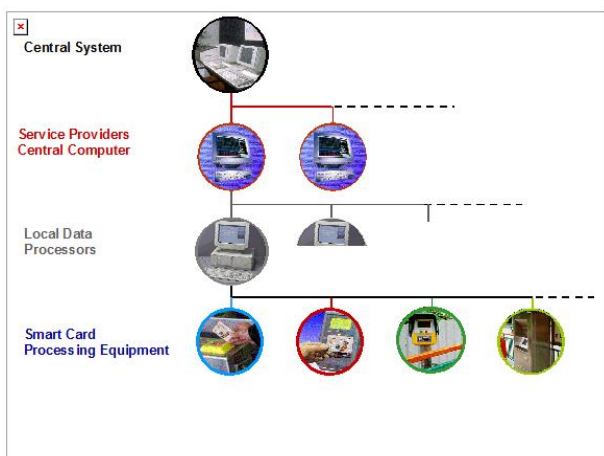 Central System
Service Providers
Central Computer
Local Data
Processors
Smart Card
Processing Equipment